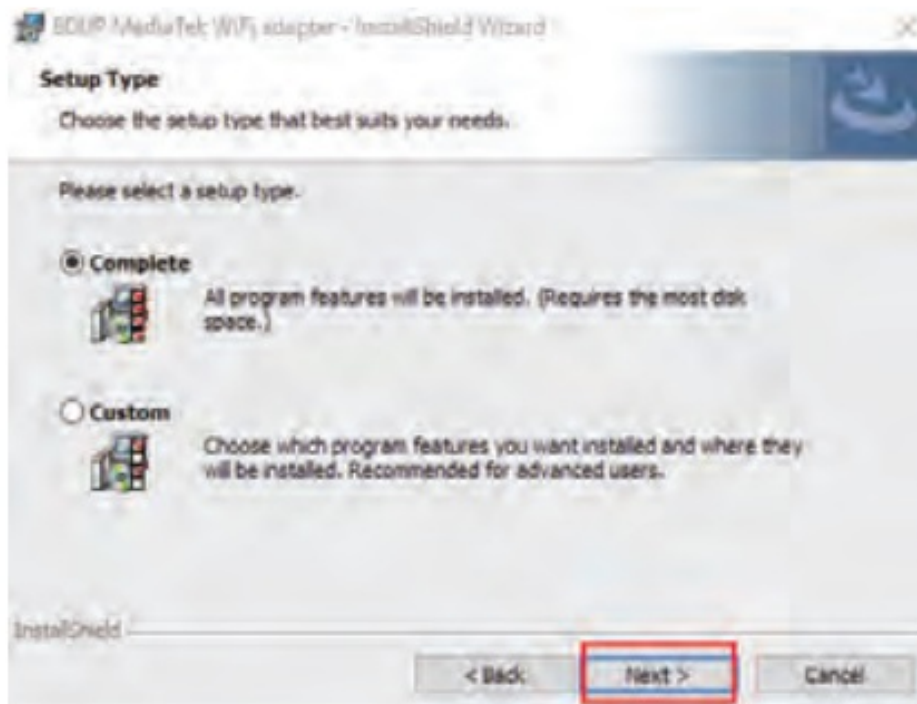 EDUP MediaTek WiFi adapter - InstallShield Wizard
Setup Type
Choose the setup type that best suits your needs.
Please select a setup type.
Complete
All program features will be installed. (Requires the most disk
space.)
Custom
Choose which program features you want installed and where they
will be installed. Recommended for advanced users.
InstallShield
< Back
Next >
Cancel